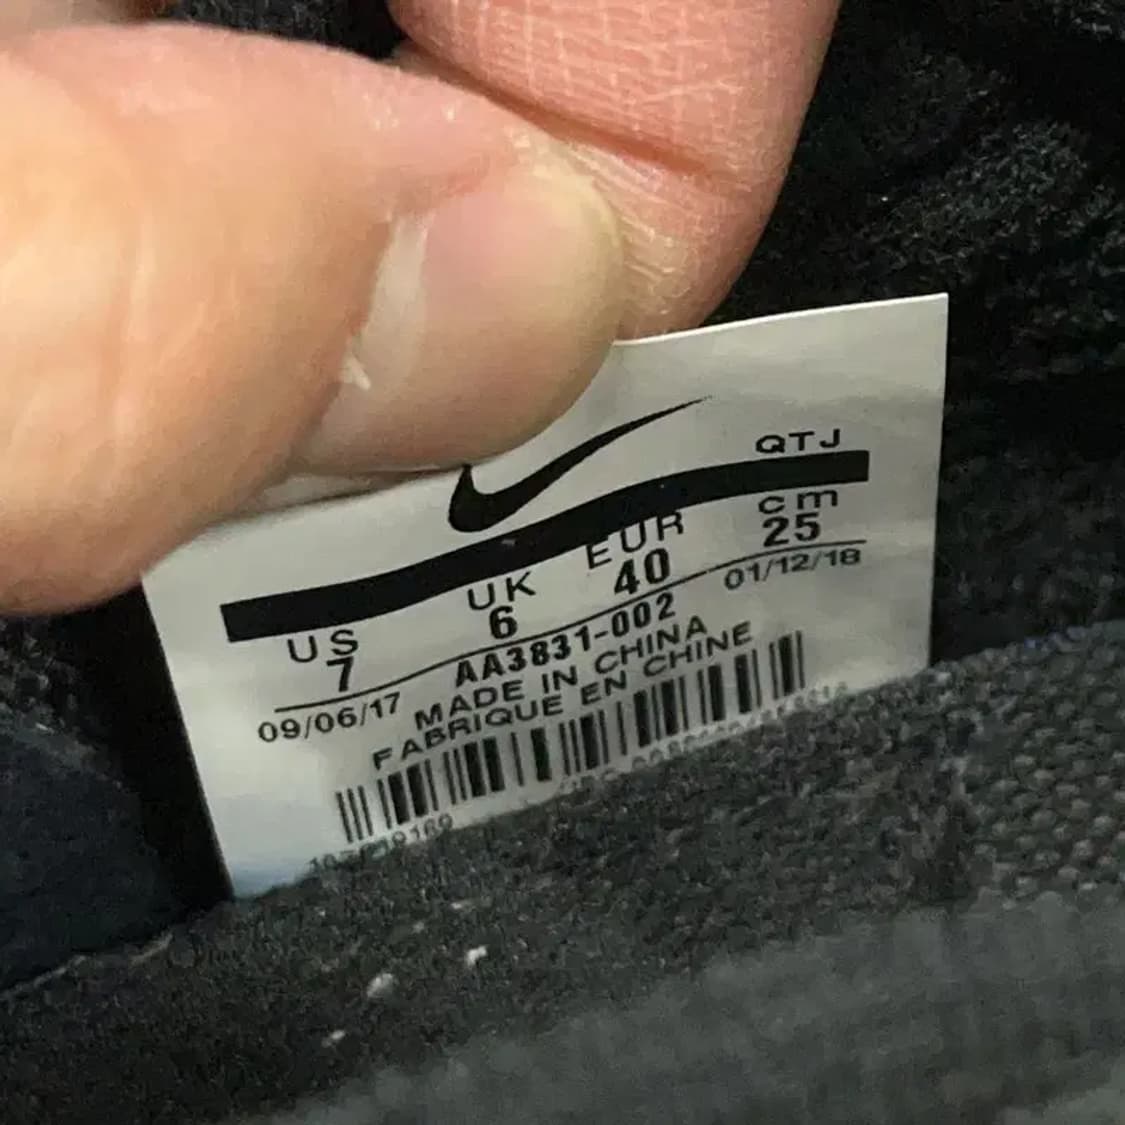 QTJ
US UK EUR cm
7 6 40 25
09/06/17 AA3831-002 01/12/18
MADE IN CHINA
FABRIQUE EN CHINE